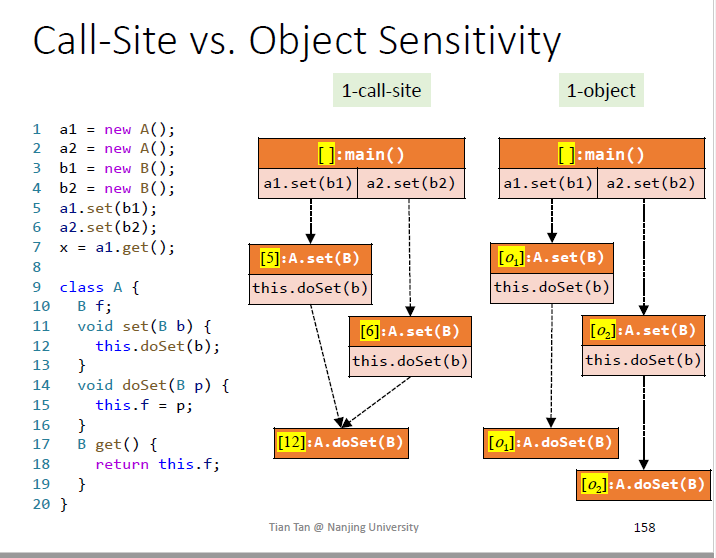 Call-Site vs. Object Sensitivity
1-call-site
1-object
1 a1 = new A();
2 a2 = new A();
3 b1 = new B();
4 b2 = new B();
5 a1.set(b1);
6 a2.set(b2);
7 x = a1.get();
8
9 class A {
10 B f;
11 void set(B b) {
12 this.doSet(b);
13 }
14 void doSet(B p) {
15 this.f = p;
16 }
17 B get() {
18 return this.f;
19 }
20 }
[ ]:main()
a1.set(b1) a2.set(b2)
[5]:A.set(B)
this.doSet(b)
[6]:A.set(B)
this.doSet(b)
[12]:A.doSet(B)
[ ]:main()
a1.set(b1) a2.set(b2)
[o₁]:A.set(B)
this.doSet(b)
[o₂]:A.set(B)
this.doSet(b)
[o₁]:A.doSet(B)
[o₂]:A.doSet(B)
Tian Tan @ Nanjing University
158